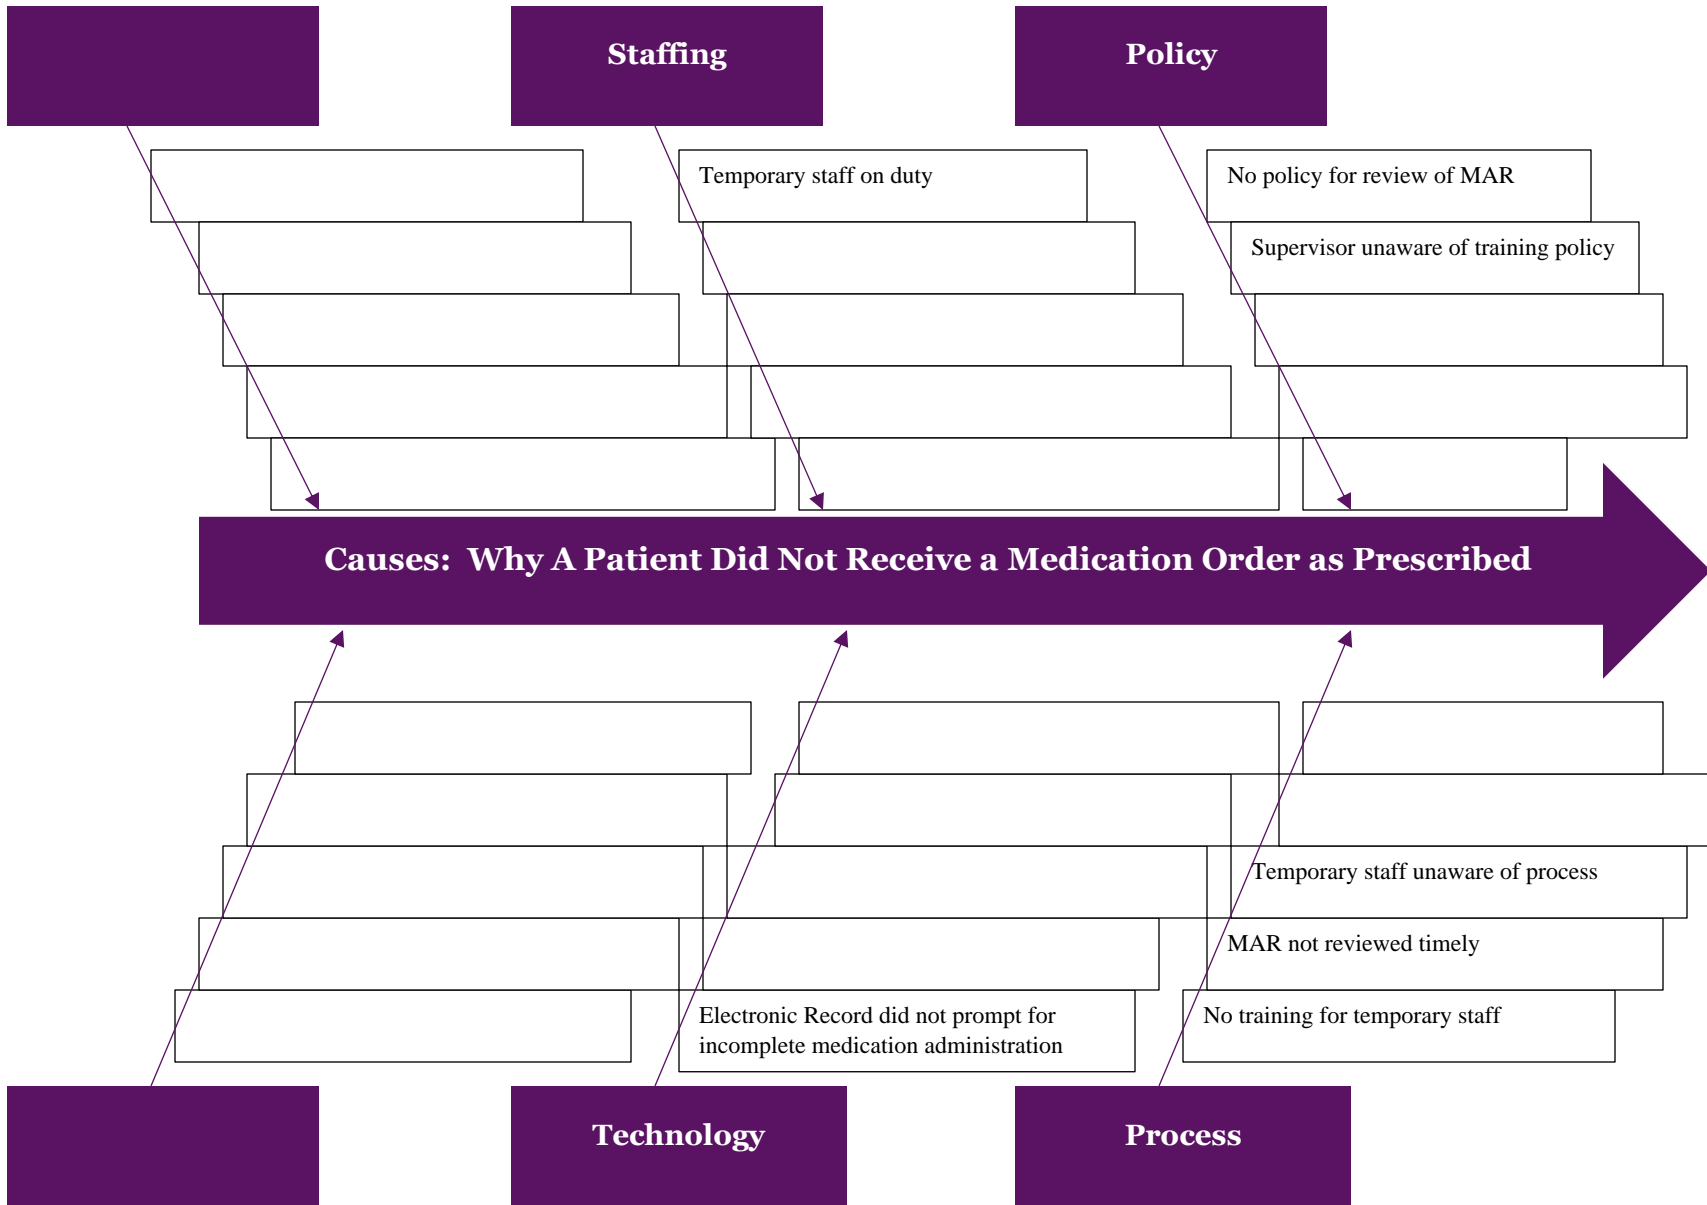 Staffing
Policy
Temporary staff on duty
No policy for review of MAR
Supervisor unaware of training policy
Causes:  Why A Patient Did Not Receive a Medication Order as Prescribed
Temporary staff unaware of process
MAR not reviewed timely
Electronic Record did not prompt for
incomplete medication administration
No training for temporary staff
Technology
Process